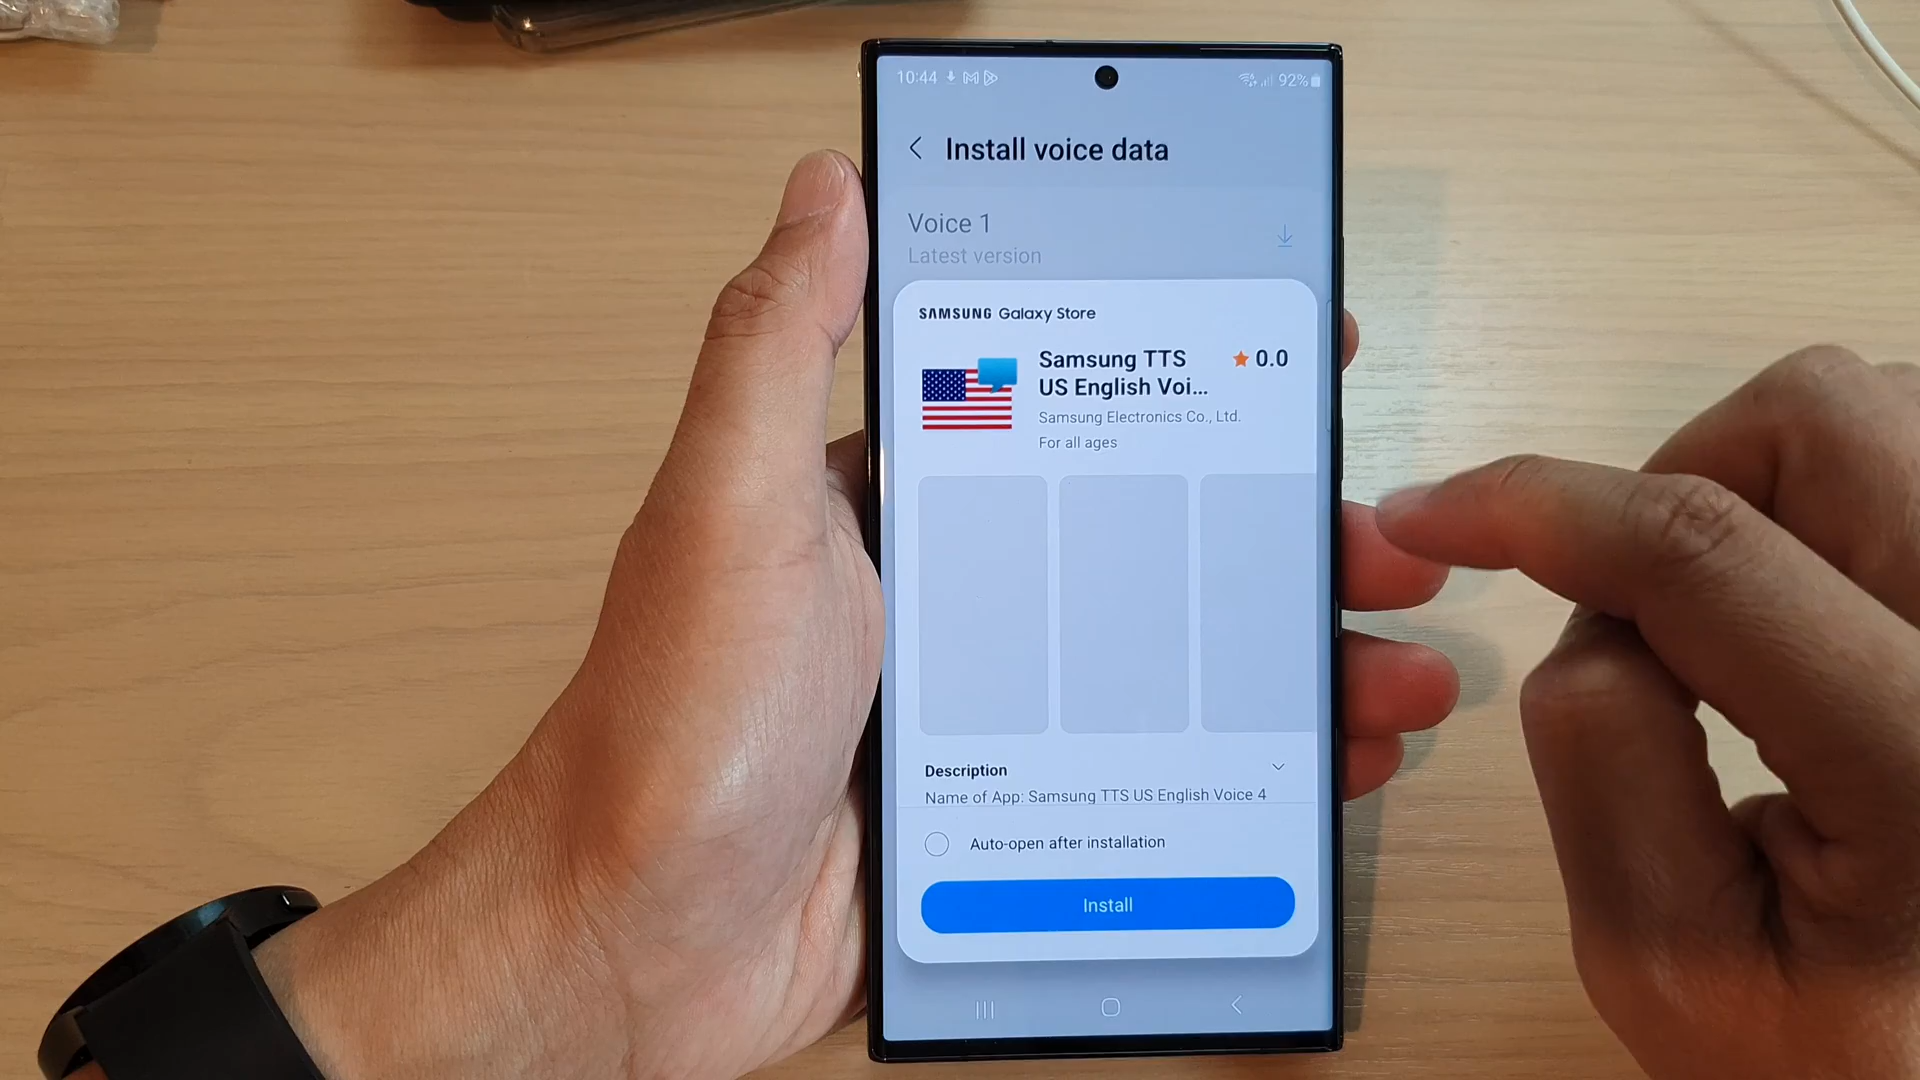 10:44
92%
Install voice data
Voice 1
Latest version
SAMSUNG Galaxy Store
Samsung TTS
US English Voi...
0.0
Samsung Electronics Co., Ltd.
For all ages
Description
Name of App: Samsung TTS US English Voice 4
Auto-open after installation
Install